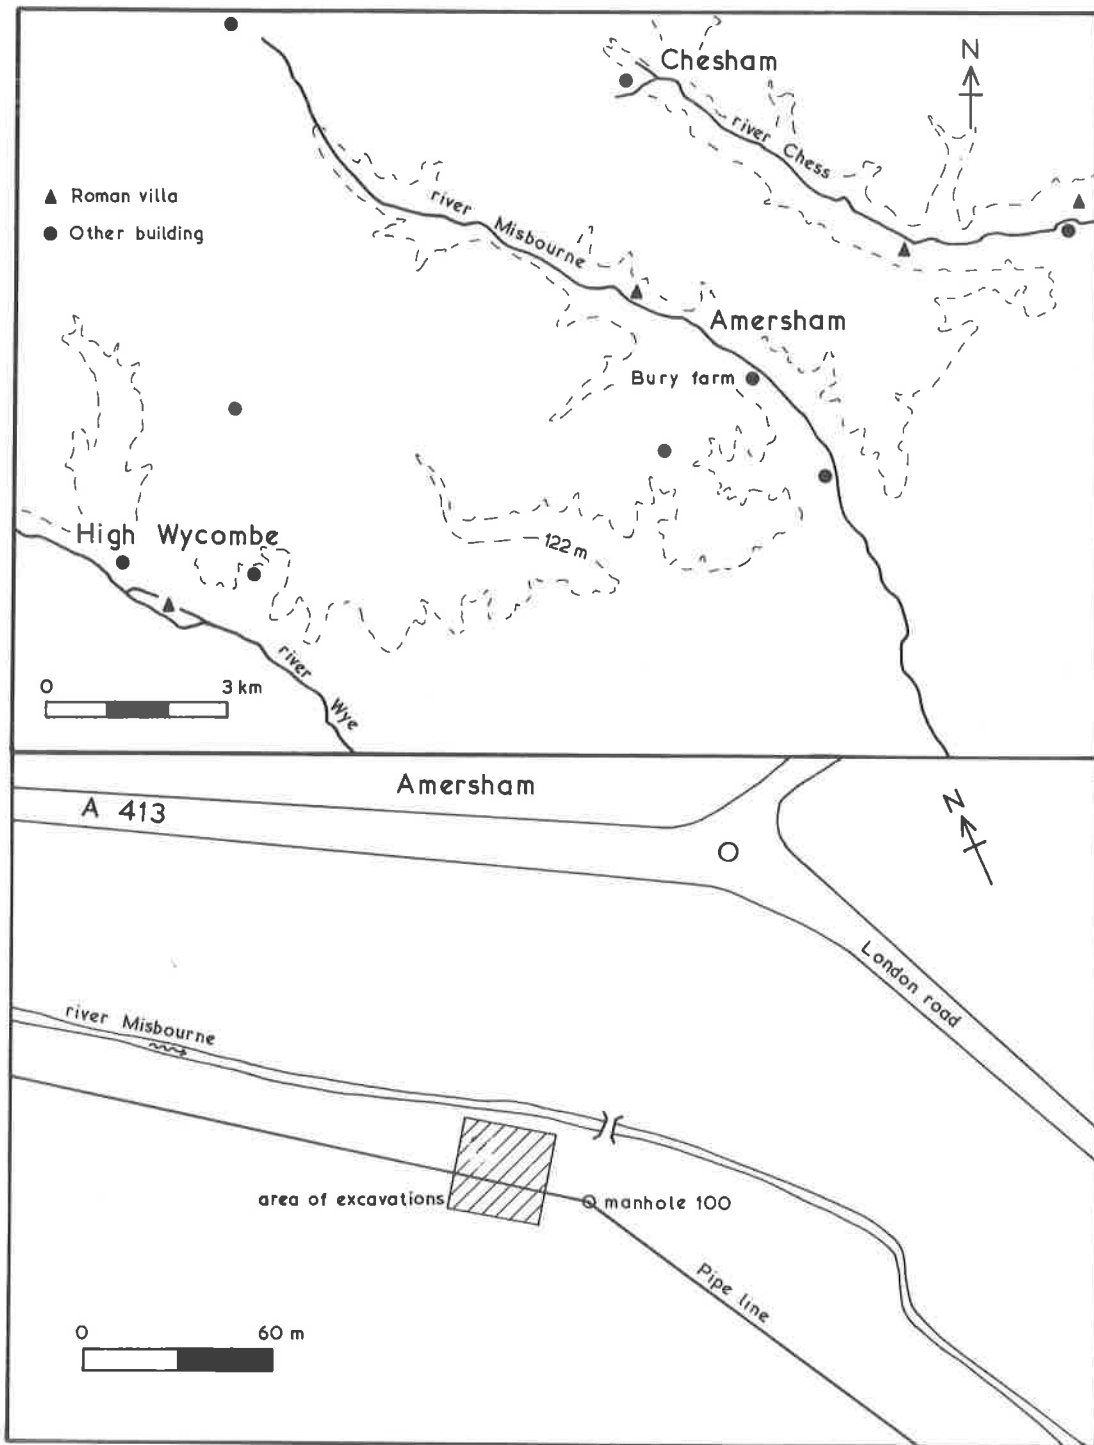 Chesham
N
river Chess
Roman villa
Other building
river Misbourne
Amersham
Bury farm
122 m
High Wycombe
river Wye
0 3 km
Amersham
A 413
N
London road
river Misbourne
area of excavations
manhole 100
Pipe line
0 60 m